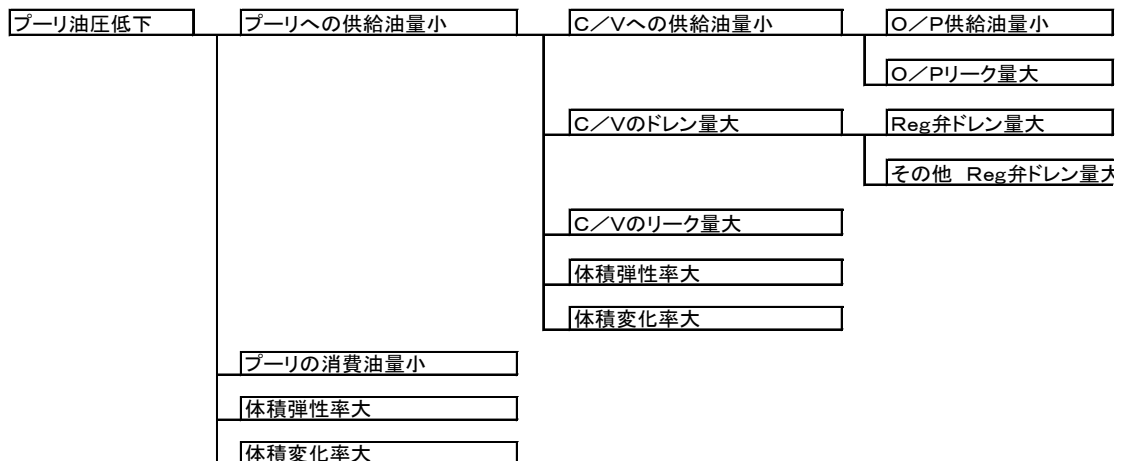 プーリ油圧低下
プーリへの供給油量小
C／Vへの供給油量小
O／P供給油量小
O／Pリーク量大
C／Vのドレン量大
Reg弁ドレン量大
その他　Reg弁ドレン量大
C／Vのリーク量大
体積弾性率大
体積変化率大
プーリの消費油量小
体積弾性率大
体積変化率大